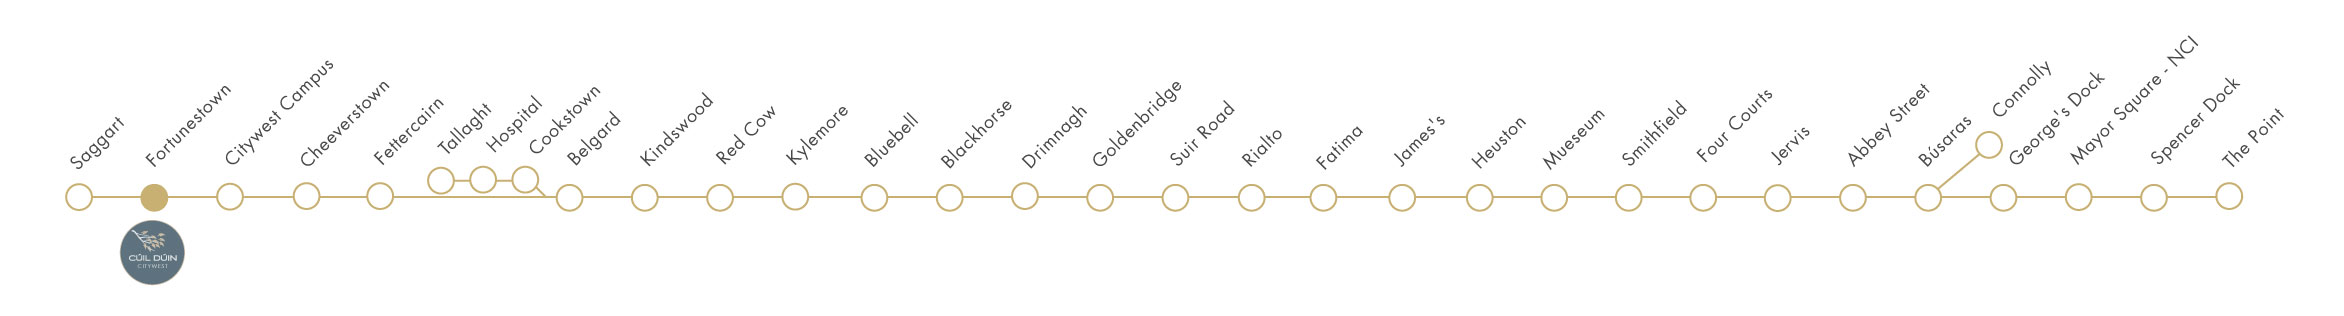 Saggart
Fortunestown
Citywest Campus
Cheeverstown
Fettercairn
Tallaght
Hospital
Cookstown
Belgard
Kindswood
Red Cow
Kylemore
Bluebell
Blackhorse
Drimnagh
Goldenbridge
Suir Road
Rialto
Fatima
James's
Heuston
Mueseum
Smithfield
Four Courts
Jervis
Abbey Street
Búsaras
Connolly
George's Dock
Mayor Square - NCI
Spencer Dock
The Point
CÚIL DÚIN
CITYWEST